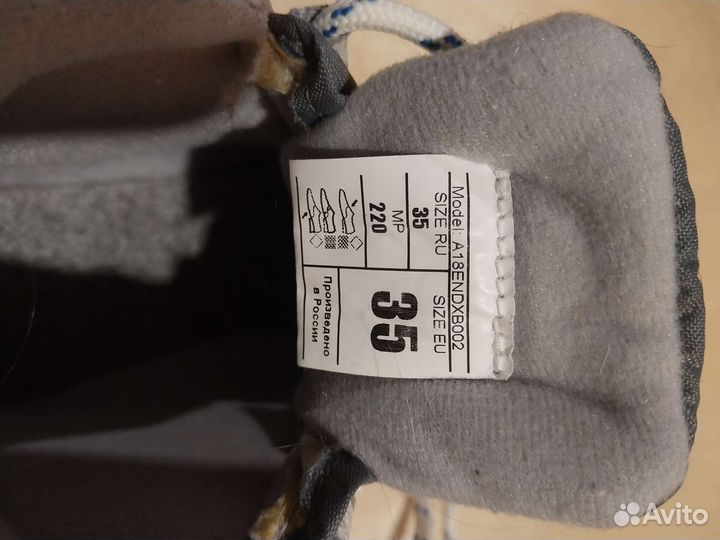 Model: A18ENDXB002
SIZE RU
35
MP
220
SIZE EU
35
Произведено
в России
Avito